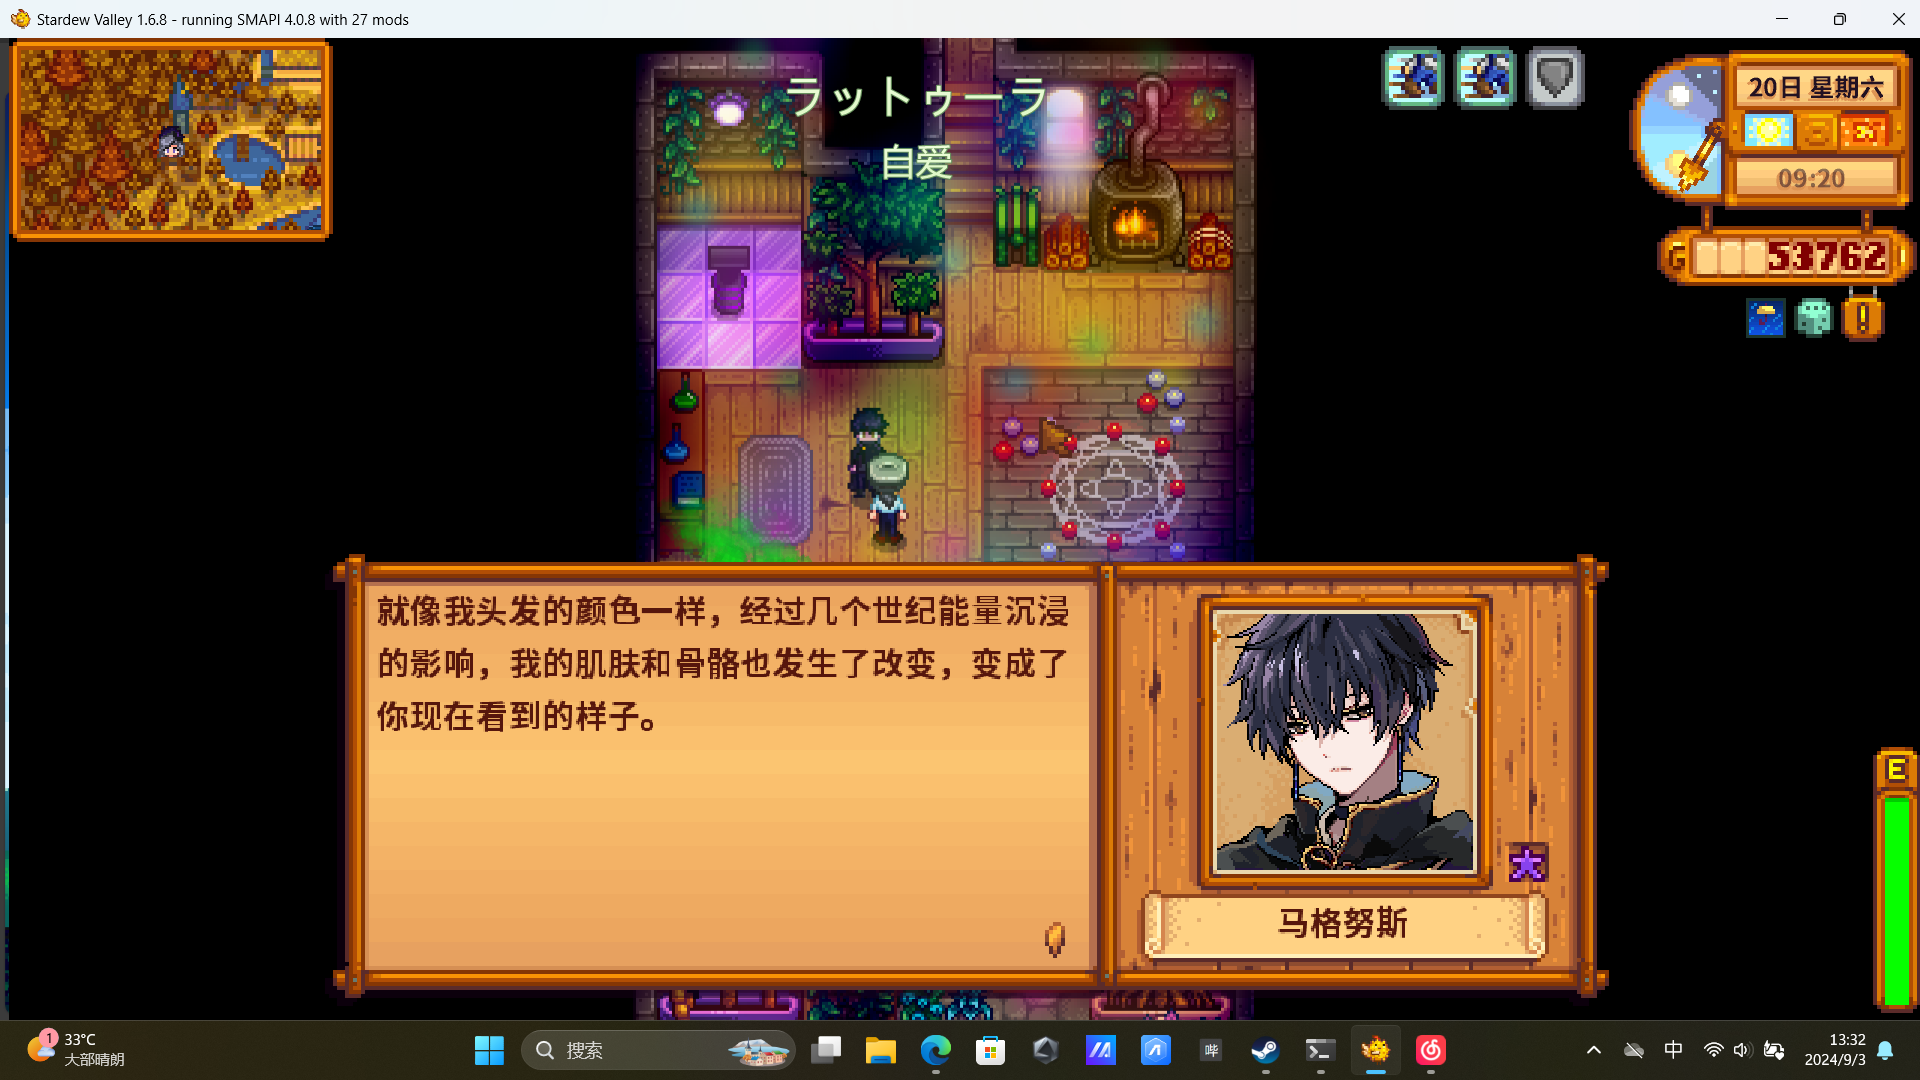 Stardew Valley 1.6.8 - running SMAPI 4.0.8 with 27 mods
ラットゥーラ
自爱
20日 星期六
09:20
G 53762
就像我头发的颜色一样，经过几个世纪能量沉浸
的影响，我的肌肤和骨骼也发生了改变，变成了
你现在看到的样子。
马格努斯
E
1
33°C
大部晴朗
搜索
哔
中
13:32
2024/9/3